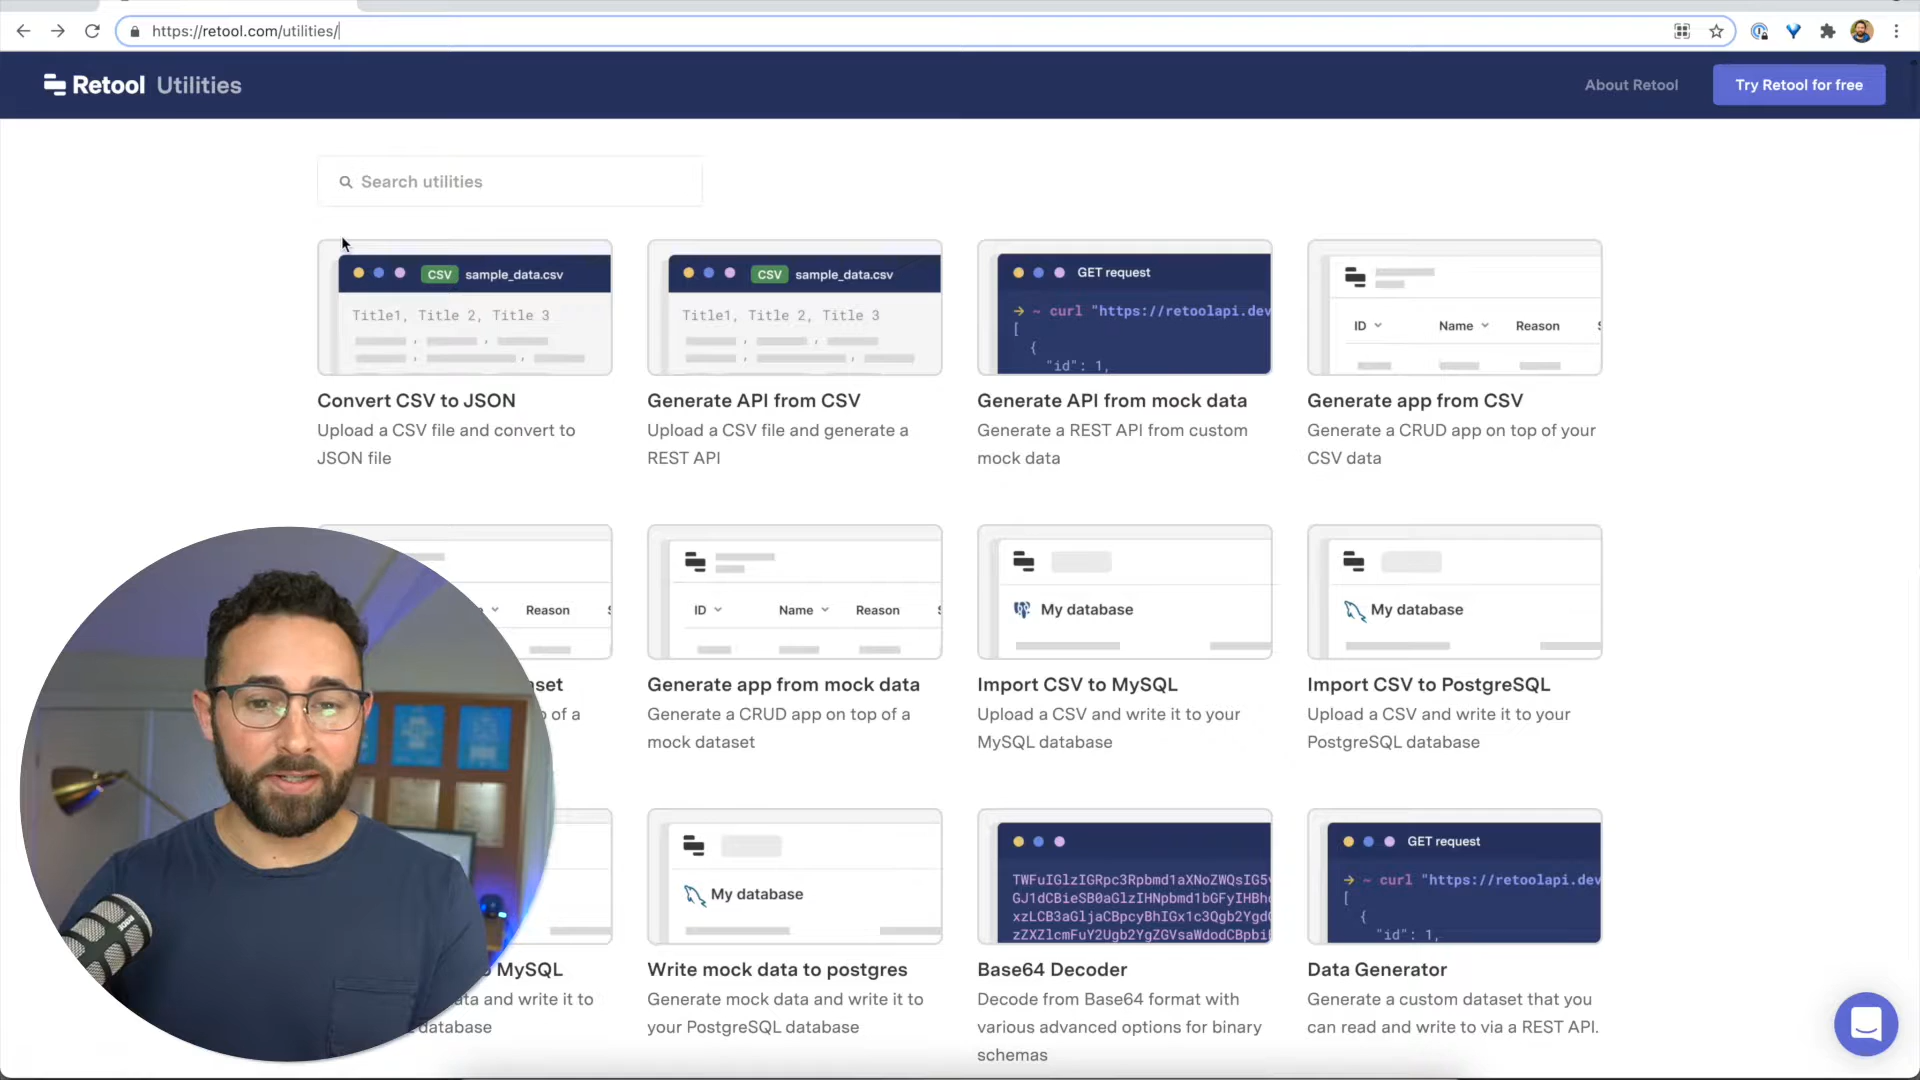 https://retool.com/utilities/
Retool Utilities
About Retool
Try Retool for free
Search utilities
CSV sample_data.csv
Title1, Title 2, Title 3
Convert CSV to JSON
Upload a CSV file and convert to
JSON file
CSV sample_data.csv
Title1, Title 2, Title 3
Generate API from CSV
Upload a CSV file and generate a
REST API
GET request
→ ~ curl "https://retoolapi.dev
[
{
"id": 1,
Generate API from mock data
Generate a REST API from custom
mock data
ID Name Reason
Generate app from CSV
Generate a CRUD app on top of your
CSV data
Reason
of a
ID Name Reason
Generate app from mock data
Generate a CRUD app on top of a
mock dataset
My database
Import CSV to MySQL
Upload a CSV and write it to your
MySQL database
My database
Import CSV to PostgreSQL
Upload a CSV and write it to your
PostgreSQL database
MySQL
and write it to
database
My database
Write mock data to postgres
Generate mock data and write it to
your PostgreSQL database
Base64 Decoder
Decode from Base64 format with
various advanced options for binary
schemas
GET request
→ ~ curl "https://retoolapi.dev
[
{
"id": 1,
Data Generator
Generate a custom dataset that you
can read and write to via a REST API.